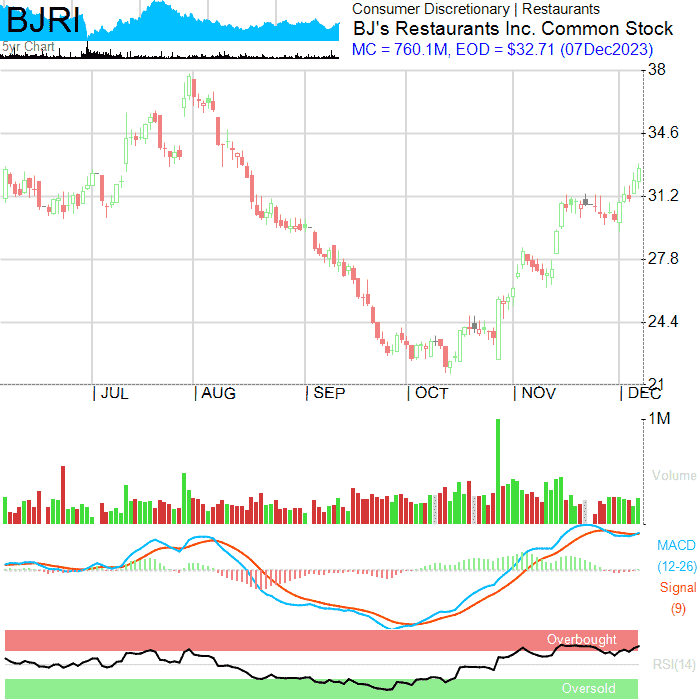 BJRI
5yr Chart
Consumer Discretionary | Restaurants
BJ's Restaurants Inc. Common Stock
MC = 760.1M, EOD = $32.71 (07Dec2023)
38
34.6
31.2
27.8
24.4
21
| JUL | AUG | SEP | OCT | NOV | DEC
1M
Volume
MACD
(12-26)
Signal
(9)
Overbought
RSI(14)
Oversold